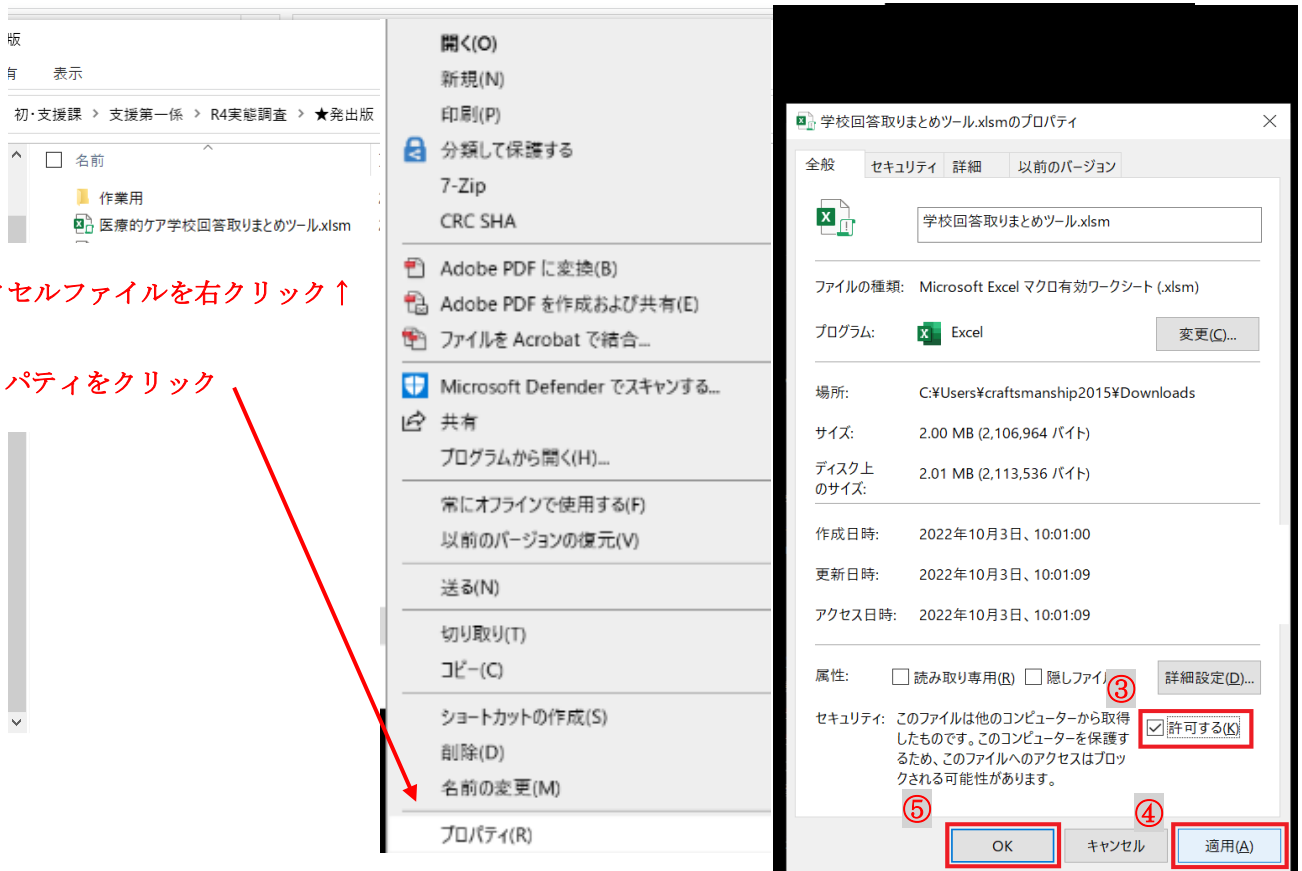 版
有 表示
初・支援課 > 支援第一係 > R4実態調査 > ★発出版
名前
作業用
医療的ケア学校回答取りまとめツール.xlsm
セルファイルを右クリック↑
パティをクリック
開く(O)
新規(N)
印刷(P)
分類して保護する
7-Zip
CRC SHA
Adobe PDF に変換(B)
Adobe PDF を作成および共有(E)
ファイルを Acrobat で結合...
Microsoft Defender でスキャンする...
共有
プログラムから開く(H)...
常にオフラインで使用する(F)
以前のバージョンの復元(V)
送る(N)
切り取り(T)
コピー(C)
ショートカットの作成(S)
削除(D)
名前の変更(M)
プロパティ(R)
学校回答取りまとめツール.xlsmのプロパティ
全般 セキュリティ 詳細 以前のバージョン
学校回答取りまとめツール.xlsm
ファイルの種類: Microsoft Excel マクロ有効ワークシート (.xlsm)
プログラム: Excel 変更(C)...
場所: C:¥Users¥craftsmanship2015¥Downloads
サイズ: 2.00 MB (2,106,964 バイト)
ディスク上
のサイズ: 2.01 MB (2,113,536 バイト)
作成日時: 2022年10月3日、10:01:00
更新日時: 2022年10月3日、10:01:09
アクセス日時: 2022年10月3日、10:01:09
属性: 読み取り専用(R) 隠しファイル 詳細設定(D)...
③
セキュリティ: このファイルは他のコンピューターから取得
したものです。このコンピューターを保護す
るため、このファイルへのアクセスはブロッ
クされる可能性があります。
許可する(K)
⑤ ④
OK キャンセル 適用(A)